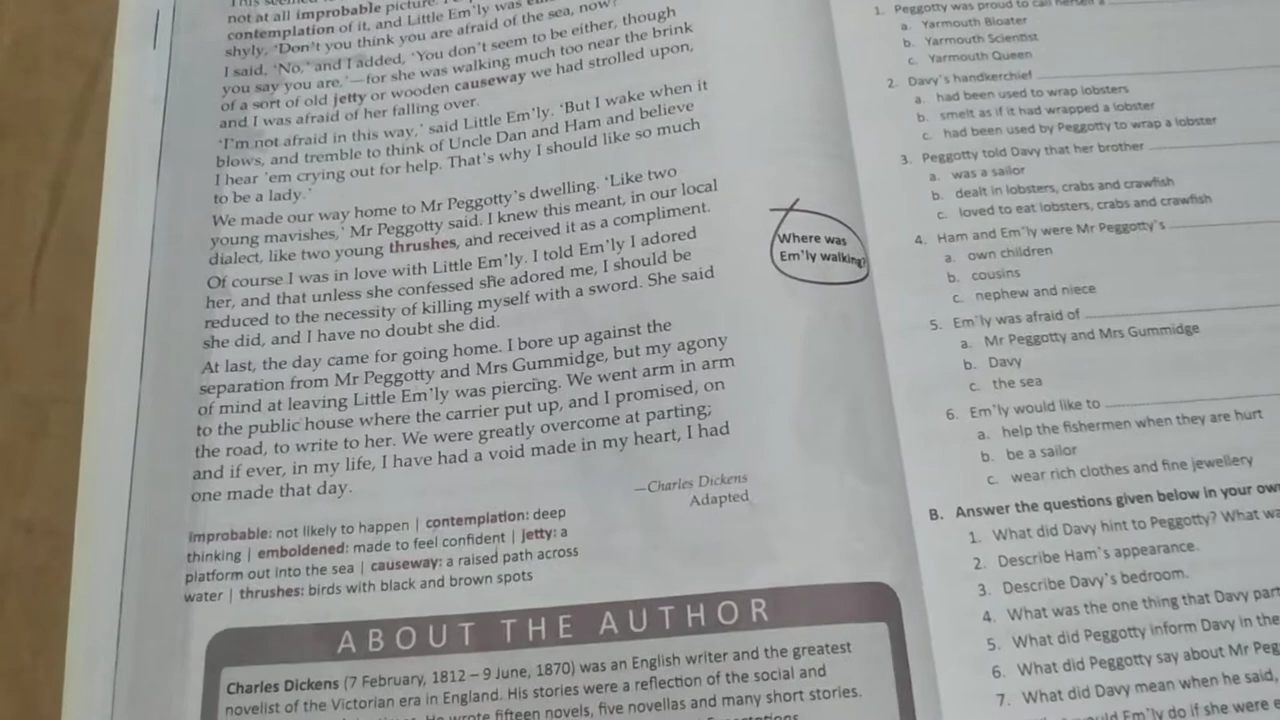 not at all improbable picture.
contemplation of it, and Little Em'ly was
shyly, 'Don't you think you are afraid of the sea, now?'
I said, 'No,' and I added, 'You don't seem to be either, though
you say you are,'—for she was walking much too near the brink
of a sort of old jetty or wooden causeway we had strolled upon,
and I was afraid of her falling over.
'I'm not afraid in this way,' said Little Em'ly. 'But I wake when it
blows, and tremble to think of Uncle Dan and Ham and believe
I hear 'em crying out for help. That's why I should like so much
to be a lady.'
We made our way home to Mr Peggotty's dwelling. 'Like two
young mavishes,' Mr Peggotty said. I knew this meant, in our local
dialect, like two young thrushes, and received it as a compliment.
Of course I was in love with Little Em'ly. I told Em'ly I adored
her, and that unless she confessed she adored me, I should be
reduced to the necessity of killing myself with a sword. She said
she did, and I have no doubt she did.
At last, the day came for going home. I bore up against the
separation from Mr Peggotty and Mrs Gummidge, but my agony
of mind at leaving Little Em'ly was piercing. We went arm in arm
to the public house where the carrier put up, and I promised, on
the road, to write to her. We were greatly overcome at parting;
and if ever, in my life, I have had a void made in my heart, I had
one made that day.
—Charles Dickens
Adapted
improbable: not likely to happen | contemplation: deep
thinking | emboldened: made to feel confident | jetty: a
platform out into the sea | causeway: a raised path across
water | thrushes: birds with black and brown spots
ABOUT THE AUTHOR
Charles Dickens (7 February, 1812 – 9 June, 1870) was an English writer and the greatest
novelist of the Victorian era in England. His stories were a reflection of the social and
wrote fifteen novels, five novellas and many short stories.
Where was
Em'ly walking?
1. Peggotty was proud to call herself a
a. Yarmouth Bloater
b. Yarmouth Scientist
c. Yarmouth Queen
2. Davy's handkerchief
a. had been used to wrap lobsters
b. smelt as if it had wrapped a lobster
c. had been used by Peggotty to wrap a lobster
3. Peggotty told Davy that her brother
a. was a sailor
b. dealt in lobsters, crabs and crawfish
c. loved to eat lobsters, crabs and crawfish
4. Ham and Em'ly were Mr Peggotty's
a. own children
b. cousins
c. nephew and niece
5. Em'ly was afraid of
a. Mr Peggotty and Mrs Gummidge
b. Davy
c. the sea
6. Em'ly would like to
a. help the fishermen when they are hurt
b. be a sailor
c. wear rich clothes and fine jewellery
B. Answer the questions given below in your own
1. What did Davy hint to Peggotty? What
2. Describe Ham's appearance.
3. Describe Davy's bedroom.
4. What was the one thing that Davy
5. What did Peggotty inform Davy in the
6. What did Peggotty say about Mr
7. What did Davy mean when he said,
Em'ly do if she were